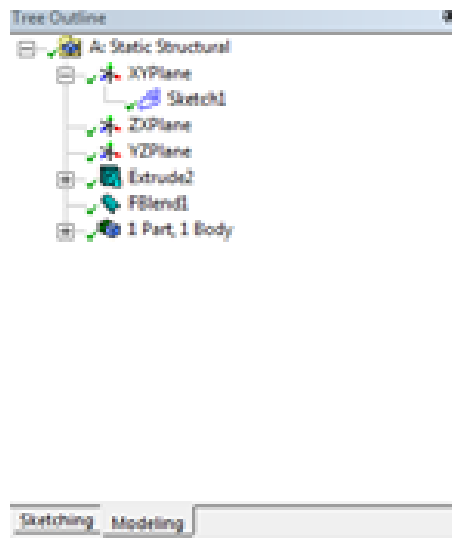 Tree Outline
A: Static Structural
XYPlane
Sketch1
ZXPlane
YZPlane
Extrude2
FBlend1
1 Part, 1 Body
Sketching Modeling